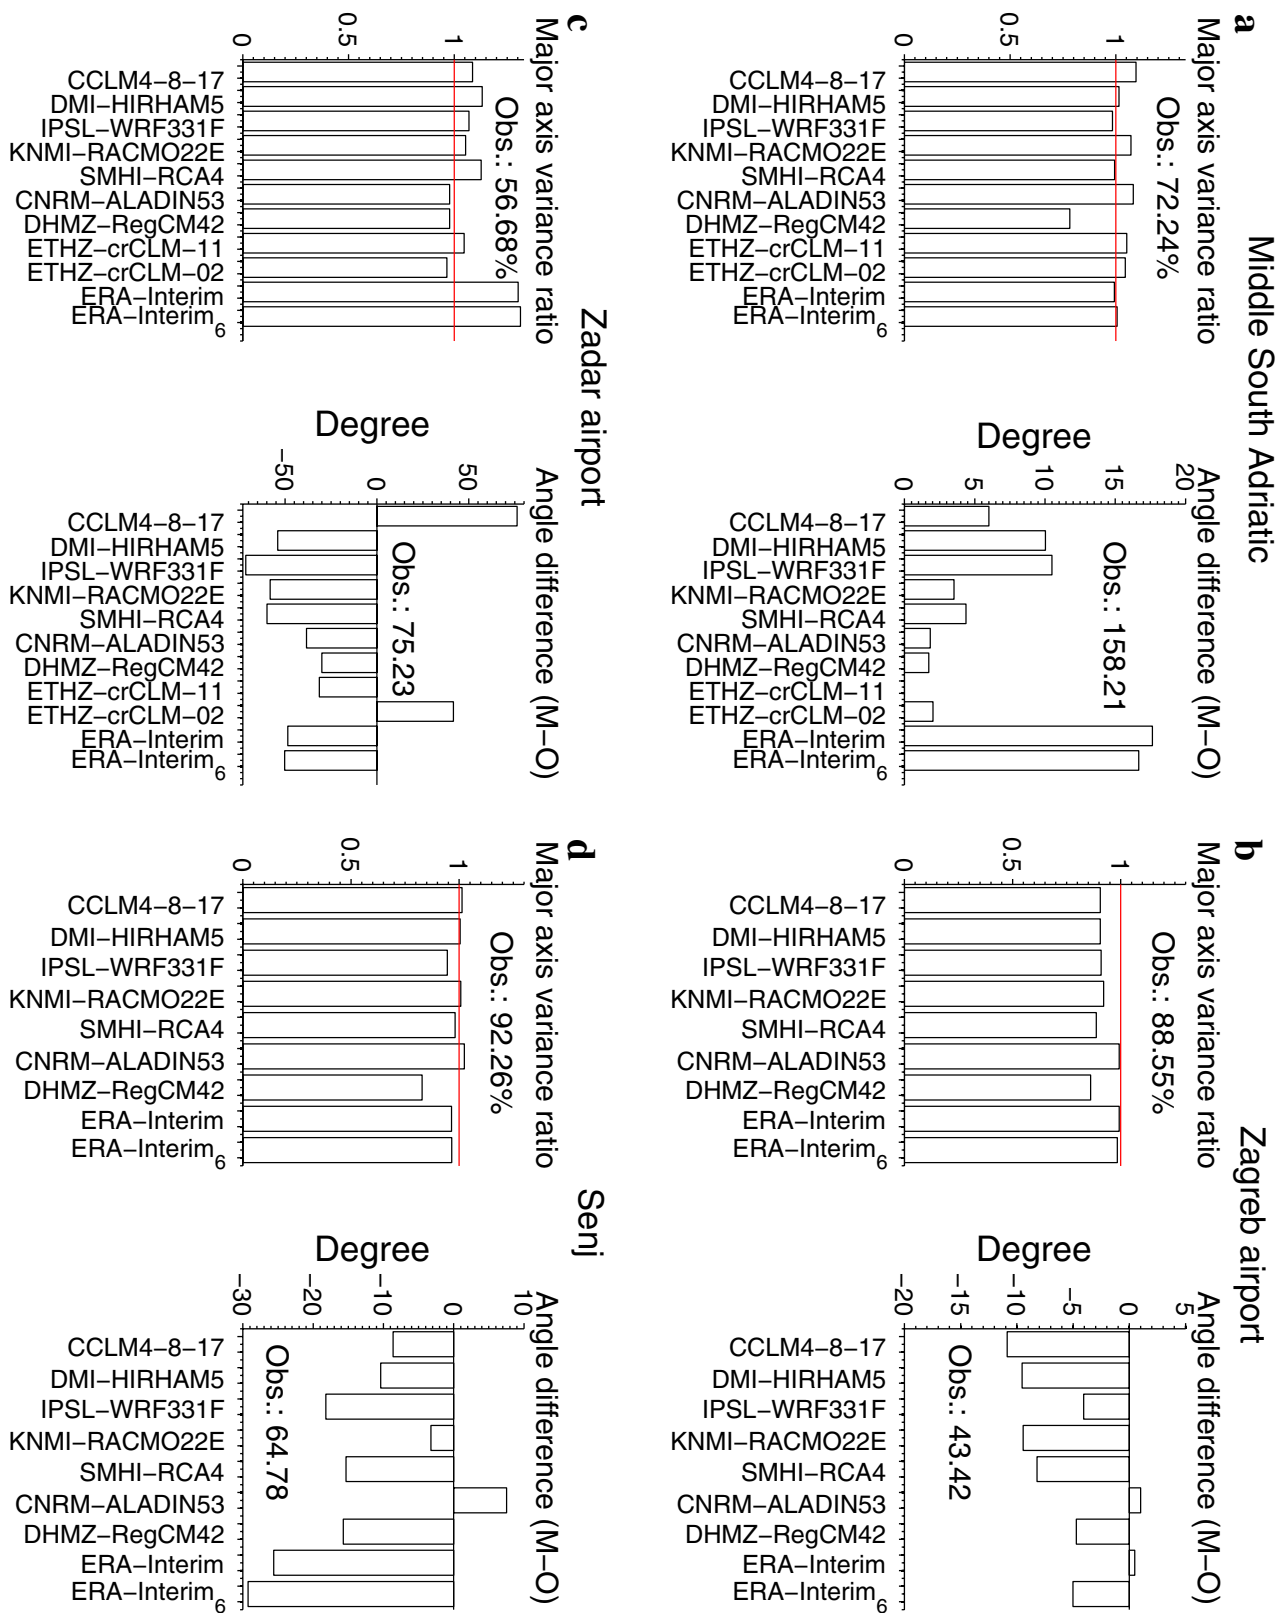 a
Middle South Adriatic
Major axis variance ratio
0
0.5
1
Obs.: 72.24%
CCLM4−8−17
DMI−HIRHAM5
IPSL−WRF331F
KNMI−RACMO22E
SMHI−RCA4
CNRM−ALADIN53
DHMZ−RegCM42
ETHZ−crCLM−11
ETHZ−crCLM−02
ERA−Interim
ERA−Interim6
Angle difference (M−O)
Degree
0
5
10
15
20
Obs.: 158.21
CCLM4−8−17
DMI−HIRHAM5
IPSL−WRF331F
KNMI−RACMO22E
SMHI−RCA4
CNRM−ALADIN53
DHMZ−RegCM42
ETHZ−crCLM−11
ETHZ−crCLM−02
ERA−Interim
ERA−Interim6
b
Zagreb airport
Major axis variance ratio
0
0.5
1
Obs.: 88.55%
CCLM4−8−17
DMI−HIRHAM5
IPSL−WRF331F
KNMI−RACMO22E
SMHI−RCA4
CNRM−ALADIN53
DHMZ−RegCM42
ERA−Interim
ERA−Interim6
Angle difference (M−O)
Degree
−20
−15
−10
−5
0
5
Obs.: 43.42
CCLM4−8−17
DMI−HIRHAM5
IPSL−WRF331F
KNMI−RACMO22E
SMHI−RCA4
CNRM−ALADIN53
DHMZ−RegCM42
ERA−Interim
ERA−Interim6
c
Zadar airport
Major axis variance ratio
0
0.5
1
Obs.: 56.68%
CCLM4−8−17
DMI−HIRHAM5
IPSL−WRF331F
KNMI−RACMO22E
SMHI−RCA4
CNRM−ALADIN53
DHMZ−RegCM42
ETHZ−crCLM−11
ETHZ−crCLM−02
ERA−Interim
ERA−Interim6
Angle difference (M−O)
Degree
−50
0
50
Obs.: 75.23
CCLM4−8−17
DMI−HIRHAM5
IPSL−WRF331F
KNMI−RACMO22E
SMHI−RCA4
CNRM−ALADIN53
DHMZ−RegCM42
ETHZ−crCLM−11
ETHZ−crCLM−02
ERA−Interim
ERA−Interim6
d
Senj
Major axis variance ratio
0
0.5
1
Obs.: 92.26%
CCLM4−8−17
DMI−HIRHAM5
IPSL−WRF331F
KNMI−RACMO22E
SMHI−RCA4
CNRM−ALADIN53
DHMZ−RegCM42
ERA−Interim
ERA−Interim6
Angle difference (M−O)
Degree
−30
−20
−10
0
10
Obs.: 64.78
CCLM4−8−17
DMI−HIRHAM5
IPSL−WRF331F
KNMI−RACMO22E
SMHI−RCA4
CNRM−ALADIN53
DHMZ−RegCM42
ERA−Interim
ERA−Interim6